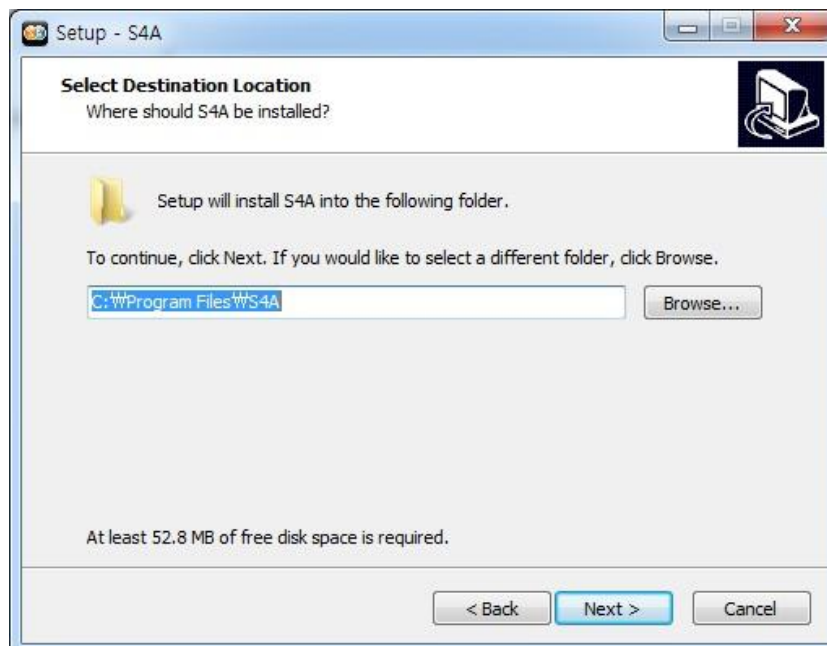 Setup - S4A
Select Destination Location
Where should S4A be installed?
Setup will install S4A into the following folder.
To continue, click Next. If you would like to select a different folder, click Browse.
C:₩Program Files₩S4A
Browse...
At least 52.8 MB of free disk space is required.
< Back
Next >
Cancel